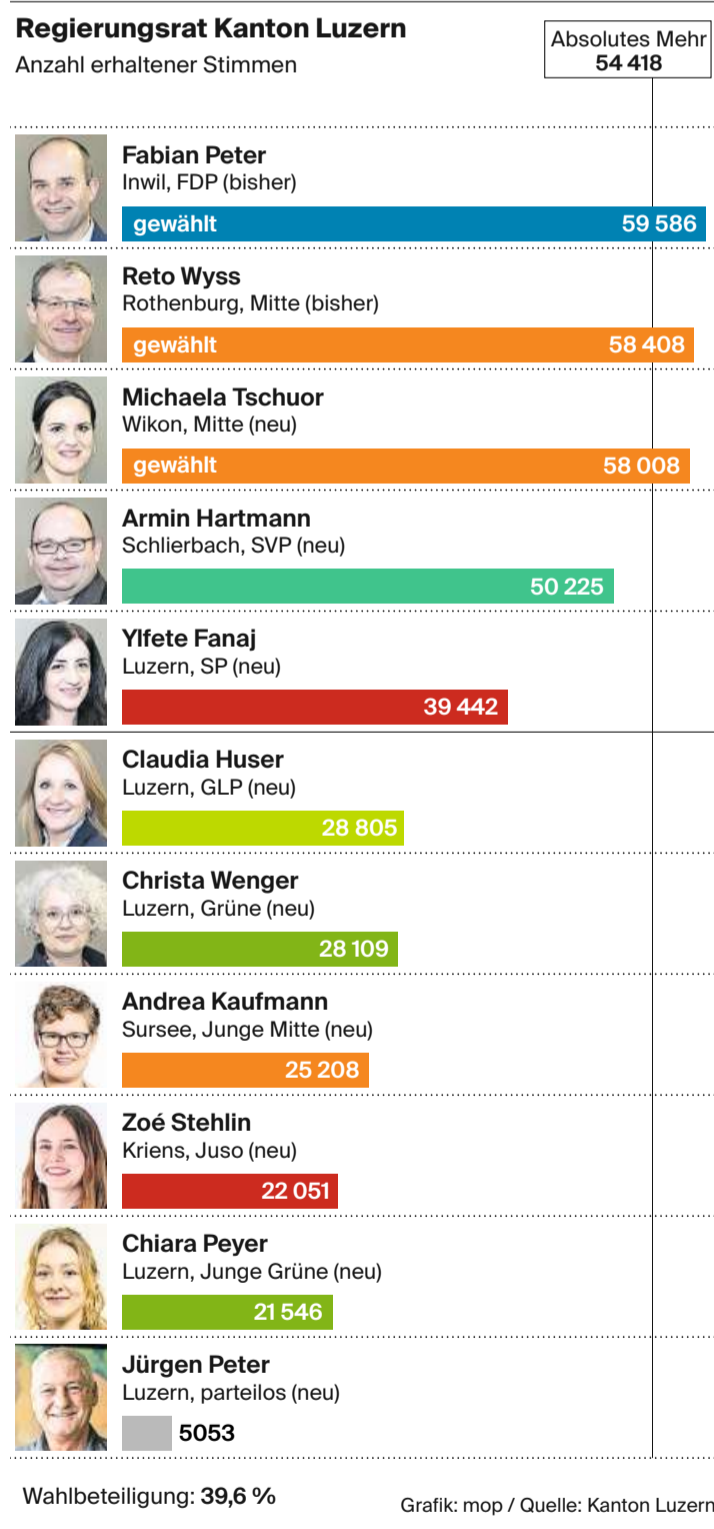 Regierungsrat Kanton Luzern
Anzahl erhaltener Stimmen
Absolutes Mehr
54 418
Fabian Peter
Inwil, FDP (bisher)
gewählt 59 586
Reto Wyss
Rothenburg, Mitte (bisher)
gewählt 58 408
Michaela Tschuor
Wikon, Mitte (neu)
gewählt 58 008
Armin Hartmann
Schlierbach, SVP (neu)
50 225
Ylfete Fanaj
Luzern, SP (neu)
39 442
Claudia Huser
Luzern, GLP (neu)
28 805
Christa Wenger
Luzern, Grüne (neu)
28 109
Andrea Kaufmann
Sursee, Junge Mitte (neu)
25 208
Zoé Stehlin
Kriens, Juso (neu)
22 051
Chiara Peyer
Luzern, Junge Grüne (neu)
21 546
Jürgen Peter
Luzern, parteilos (neu)
5053
Wahlbeteiligung: 39,6 %
Grafik: mop / Quelle: Kanton Luzern